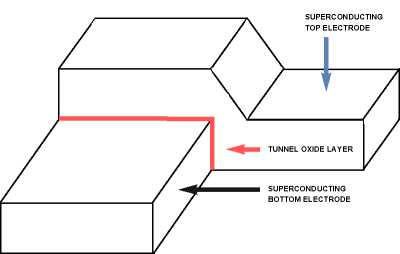 SUPERCONDUCTING
TOP ELECTRODE
TUNNEL OXIDE LAYER
SUPERCONDUCTING
BOTTOM ELECTRODE